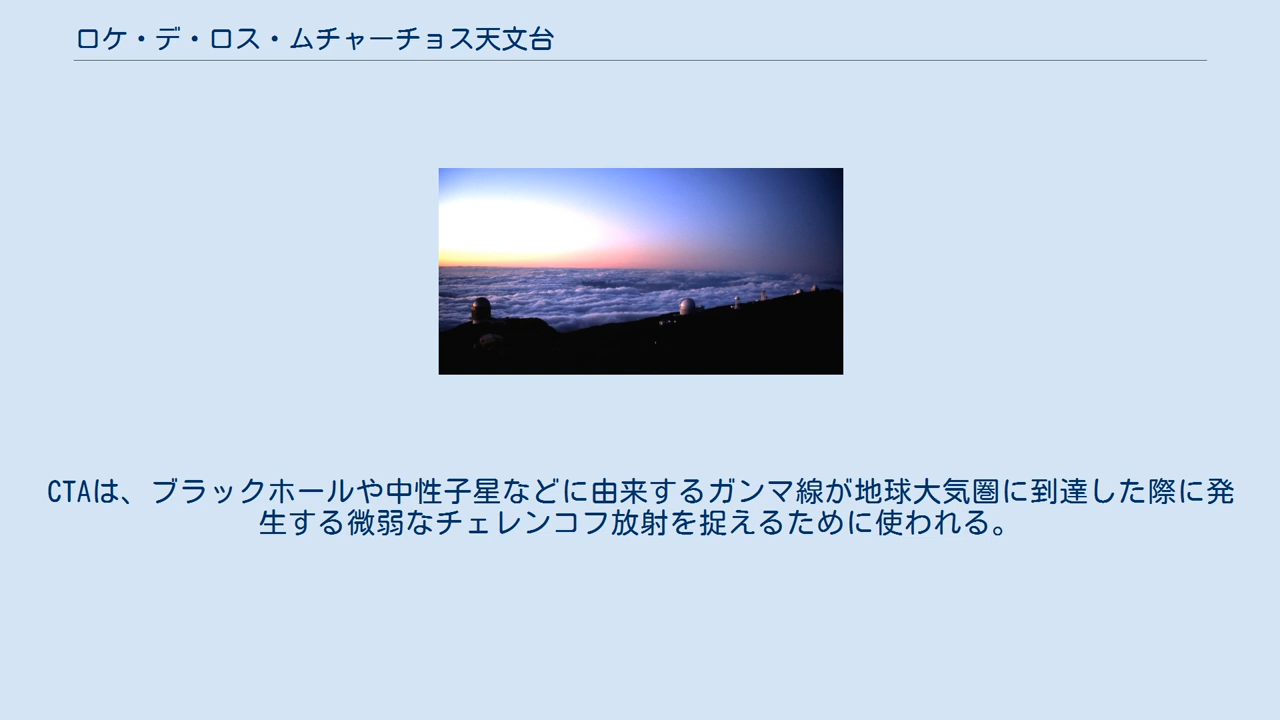 ロケ・デ・ロス・ムチャーチョス天文台
CTAは、ブラックホールや中性子星などに由来するガンマ線が地球大気圏に到達した際に発
生する微弱なチェレンコフ放射を捉えるために使われる。